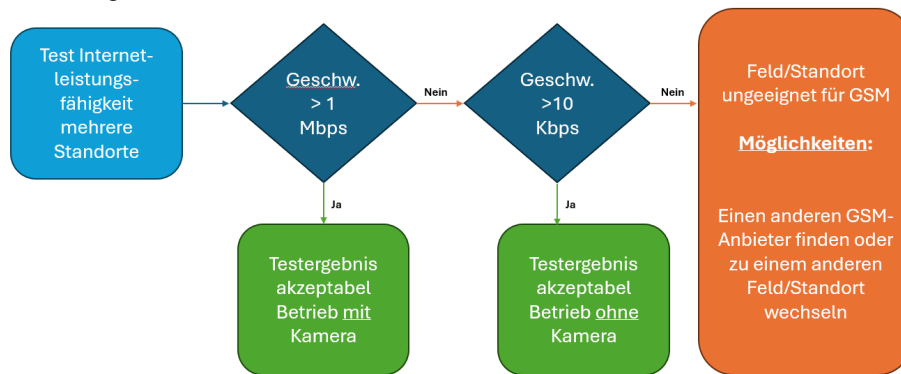 Test Internet-
leistungs-
fähigkeit
mehrere
Standorte
Geschw.
> 1
Mbps
Nein
Geschw.
>10
Kbps
Nein
Feld/Standort
ungeeignet für GSM
Möglichkeiten:
Einen anderen GSM-
Anbieter finden oder
zu einem anderen
Feld/Standort
wechseln
Ja
Testergebnis
akzeptabel
Betrieb mit
Kamera
Ja
Testergebnis
akzeptabel
Betrieb ohne
Kamera